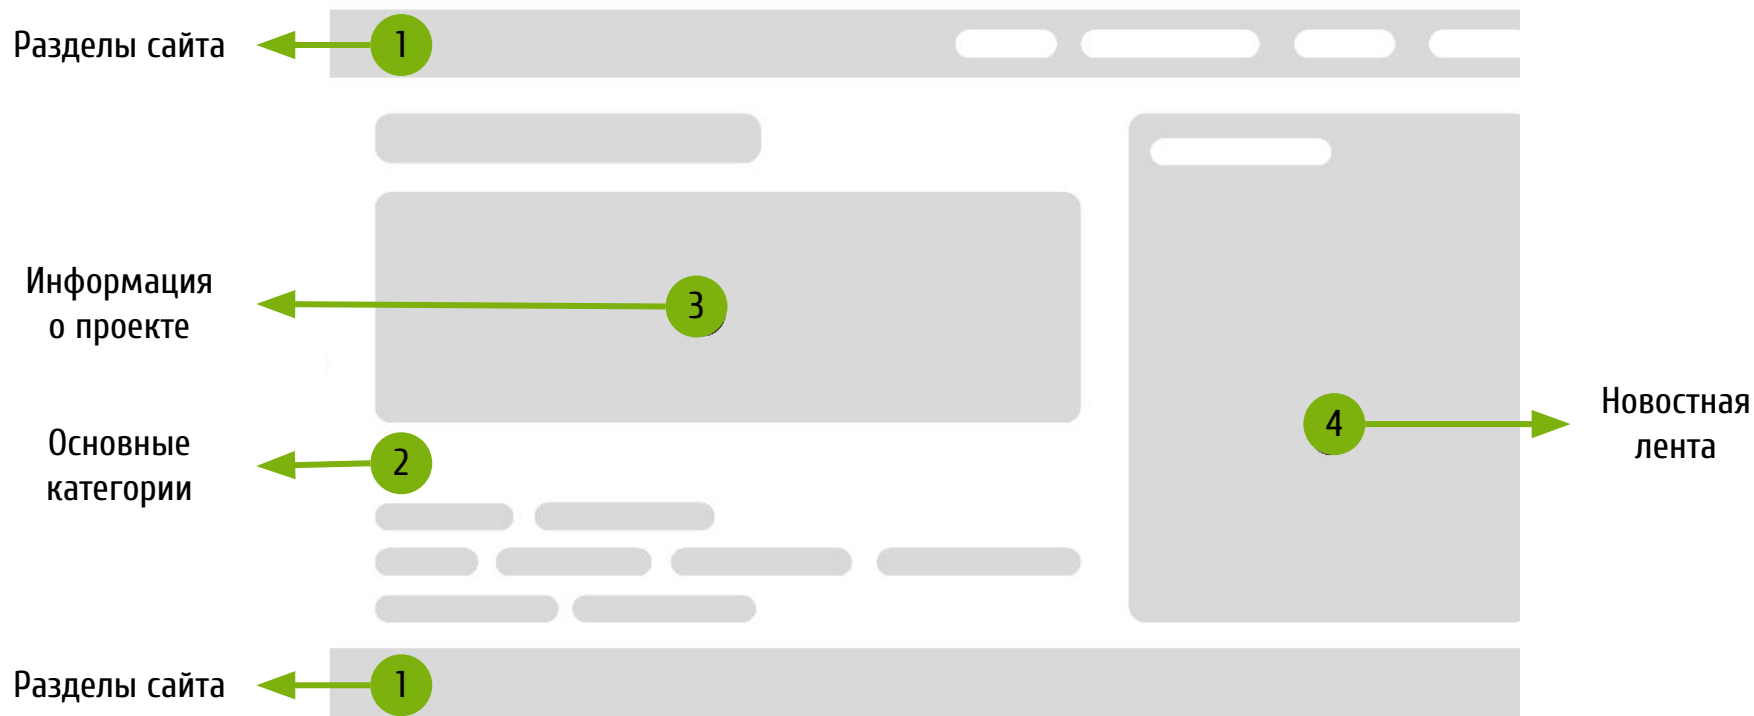 Разделы сайта
1
Информация
о проекте
3
Основные
категории
2
4
Новостная
лента
Разделы сайта
1